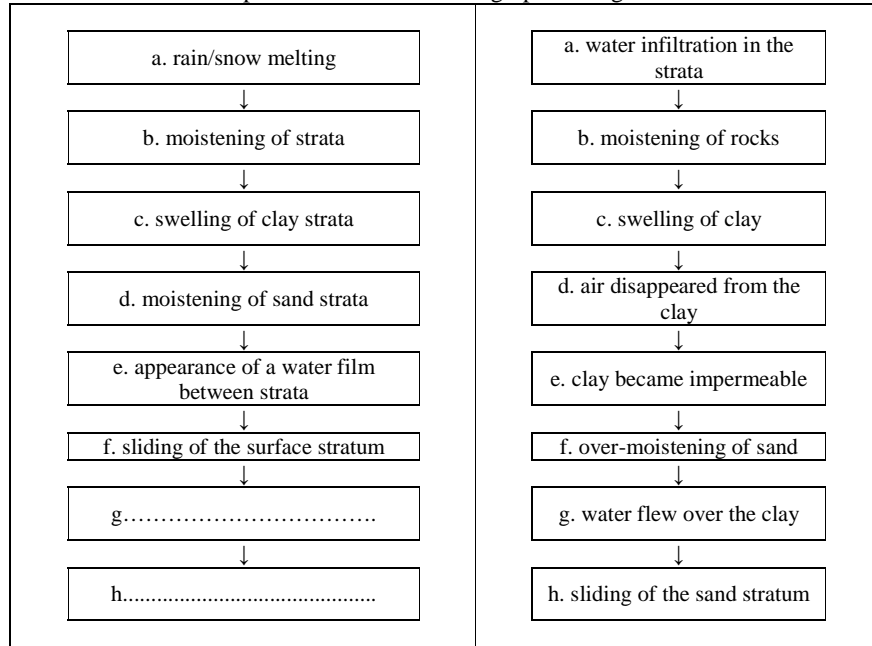 a. rain/snow melting
↓
b. moistening of strata
↓
c. swelling of clay strata
↓
d. moistening of sand strata
↓
e. appearance of a water film
between strata
↓
f. sliding of the surface stratum
↓
g…………………………….
↓
h...........................................
a. water infiltration in the
strata
↓
b. moistening of rocks
↓
c. swelling of clay
↓
d. air disappeared from the
clay
↓
e. clay became impermeable
↓
f. over-moistening of sand
↓
g. water flew over the clay
↓
h. sliding of the sand stratum